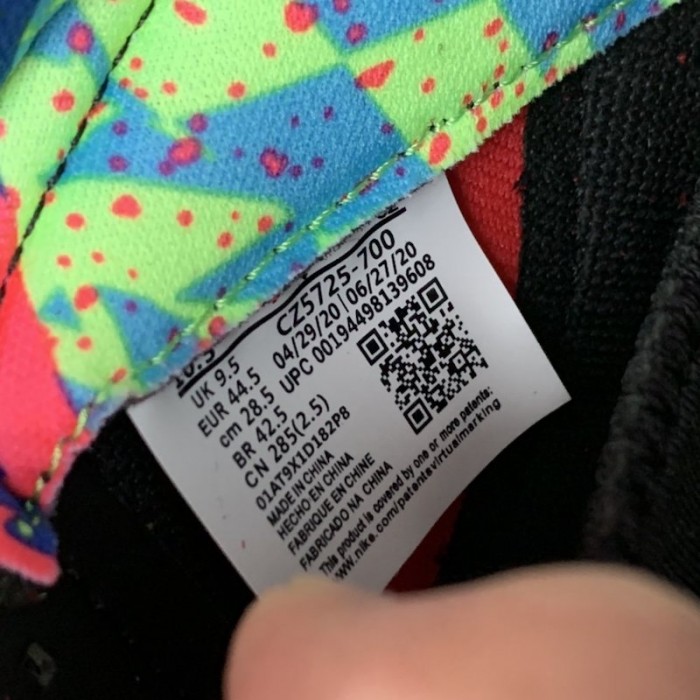 10.5
CZ5725-700
UK 9.5
04/29/20 | 06/27/20
EUR 44.5
UPC 00194498139608
cm 28.5
BR 42.5
CN 285(2.5)
01AT9X1D182P8
MADE IN CHINA
HECHO EN CHINA
FABRIQUE EN CHINE
FABRICADO NA CHINA
This product is covered by one or more patents:
www.nike.com/patentsvirtualmarking